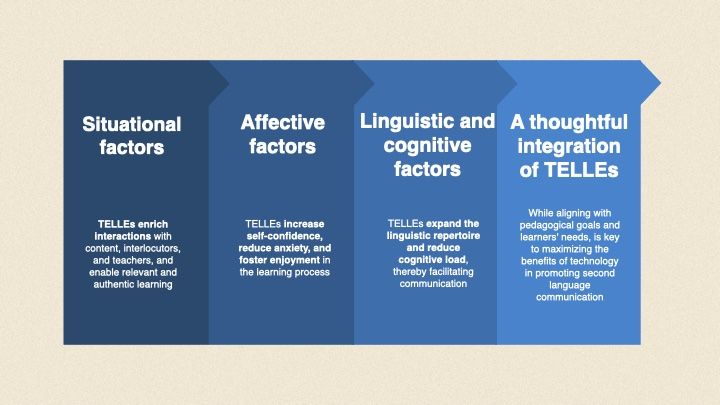 Situational
factors
TELLEs enrich
interactions with
content, interlocutors,
and teachers, and
enable relevant and
authentic learning
Affective
factors
TELLEs increase
self-confidence,
reduce anxiety, and
foster enjoyment in
the learning process
Linguistic and
cognitive
factors
TELLEs expand the
linguistic repertoire
and reduce
cognitive load,
thereby facilitating
communication
A thoughtful
integration
of TELLEs
While aligning with
pedagogical goals and
learners' needs, is key
to maximizing the
benefits of technology
in promoting second
language
communication